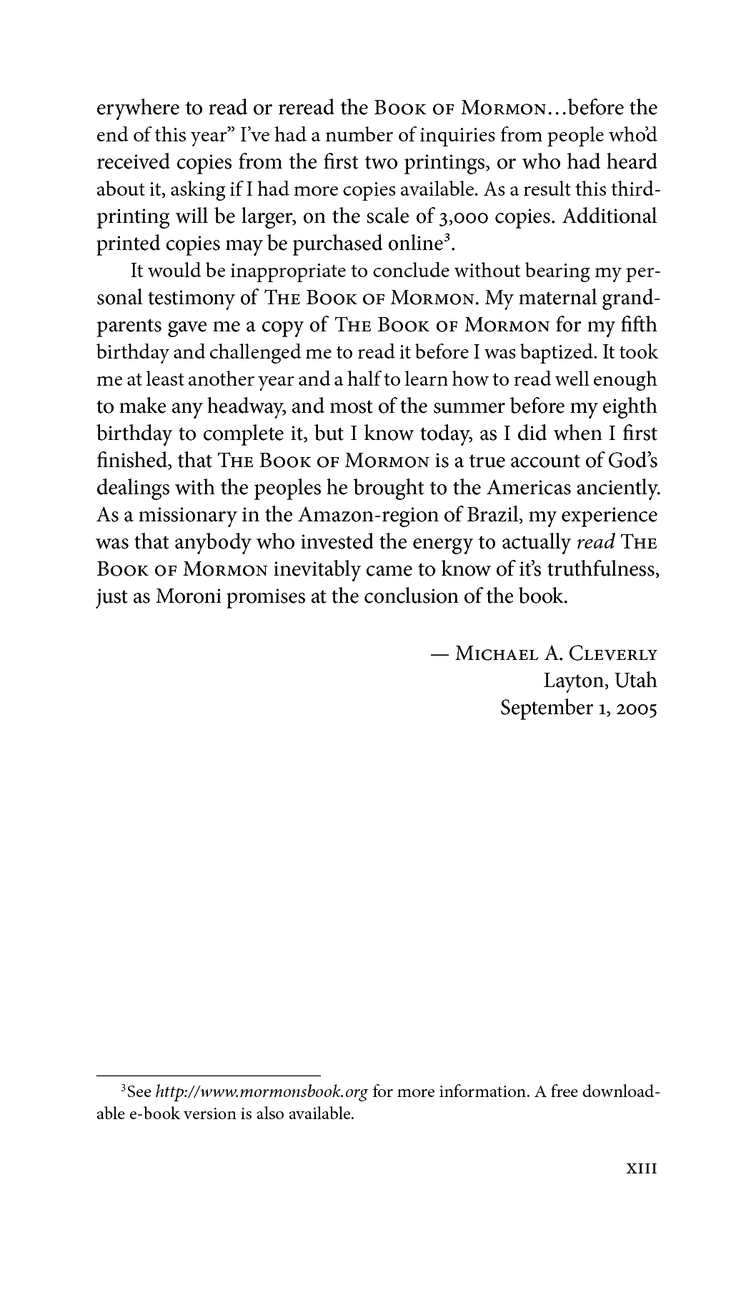 erywhere to read or reread the Book of Mormon…before the
end of this year” I’ve had a number of inquiries from people who’d
received copies from the first two printings, or who had heard
about it, asking if I had more copies available. As a result this third-
printing will be larger, on the scale of 3,000 copies. Additional
printed copies may be purchased online³.
It would be inappropriate to conclude without bearing my per-
sonal testimony of The Book of Mormon. My maternal grand-
parents gave me a copy of The Book of Mormon for my fifth
birthday and challenged me to read it before I was baptized. It took
me at least another year and a half to learn how to read well enough
to make any headway, and most of the summer before my eighth
birthday to complete it, but I know today, as I did when I first
finished, that The Book of Mormon is a true account of God’s
dealings with the peoples he brought to the Americas anciently.
As a missionary in the Amazon-region of Brazil, my experience
was that anybody who invested the energy to actually read The
Book of Mormon inevitably came to know of it’s truthfulness,
just as Moroni promises at the conclusion of the book.
— Michael A. Cleverly
Layton, Utah
September 1, 2005
³See http://www.mormonsbook.org for more information. A free download-
able e-book version is also available.
xiii